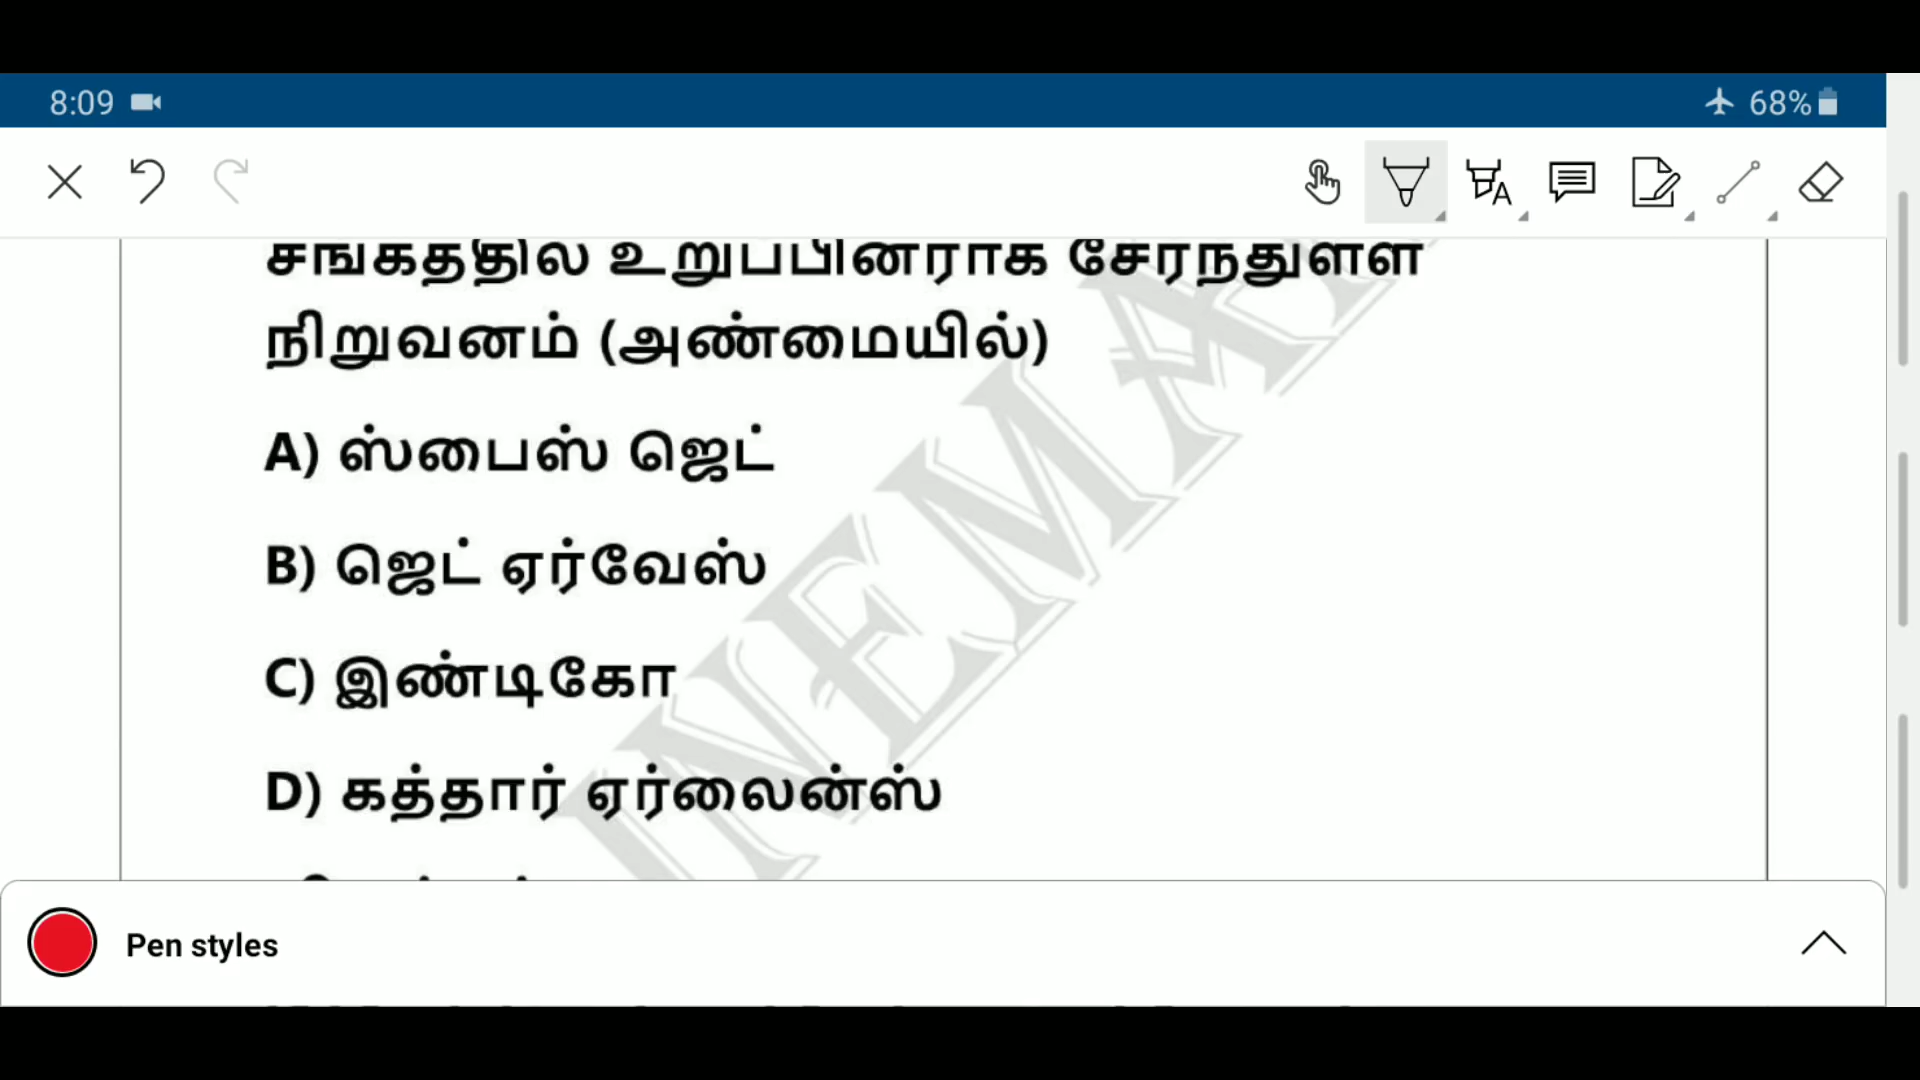 8:09
68%
சங்கத்தில் உறுப்பினராக சேர்ந்துள்ள
நிறுவனம் (அண்மையில்)
A) ஸ்பைஸ் ஜெட்
B) ஜெட் ஏர்வேஸ்
C) இண்டிகோ
D) கத்தார் ஏர்லைன்ஸ்
Pen styles